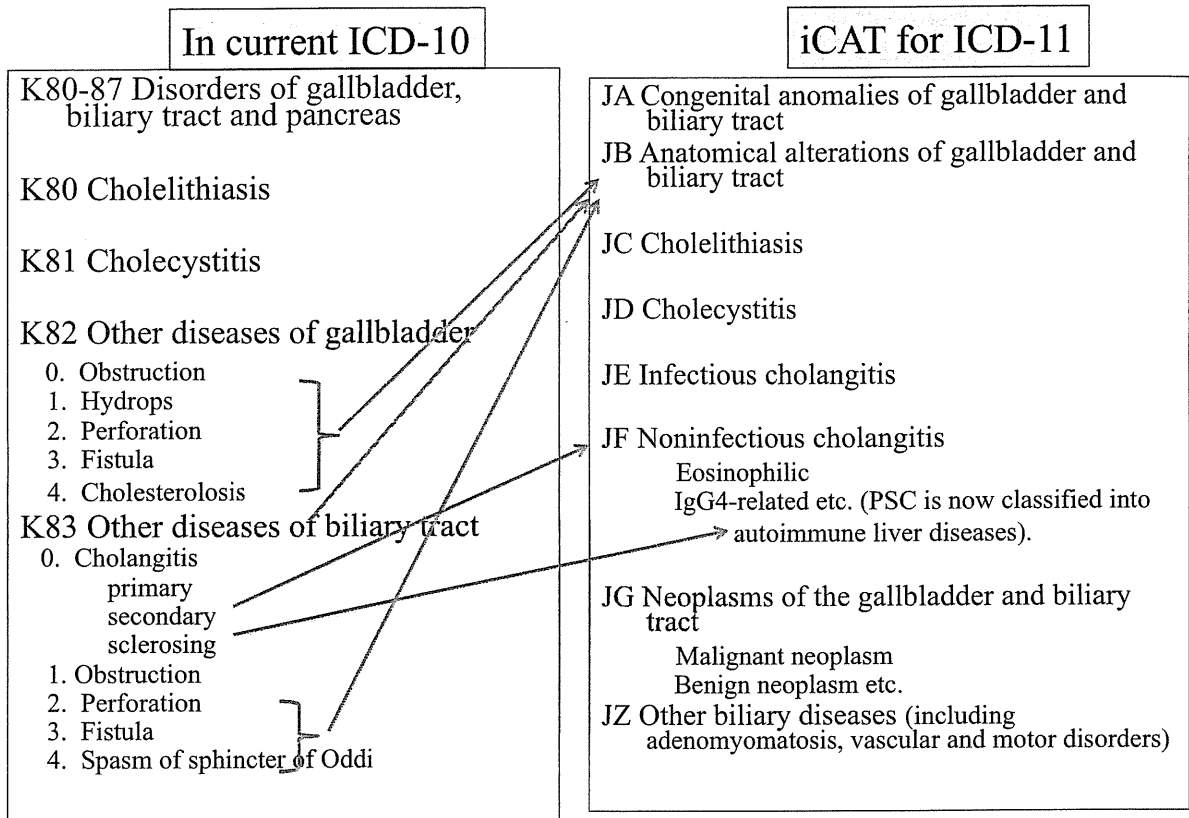 In current ICD-10
K80-87 Disorders of gallbladder,
biliary tract and pancreas
K80 Cholelithiasis
K81 Cholecystitis
K82 Other diseases of gallbladder
0. Obstruction
1. Hydrops
2. Perforation
3. Fistula
4. Cholesterolosis
K83 Other diseases of biliary tract
0. Cholangitis
primary
secondary
sclerosing
1. Obstruction
2. Perforation
3. Fistula
4. Spasm of sphincter of Oddi
iCAT for ICD-11
JA Congenital anomalies of gallbladder and
biliary tract
JB Anatomical alterations of gallbladder and
biliary tract
JC Cholelithiasis
JD Cholecystitis
JE Infectious cholangitis
JF Noninfectious cholangitis
Eosinophilic
IgG4-related etc. (PSC is now classified into
autoimmune liver diseases).
JG Neoplasms of the gallbladder and biliary
tract
Malignant neoplasm
Benign neoplasm etc.
JZ Other biliary diseases (including
adenomyomatosis, vascular and motor disorders)